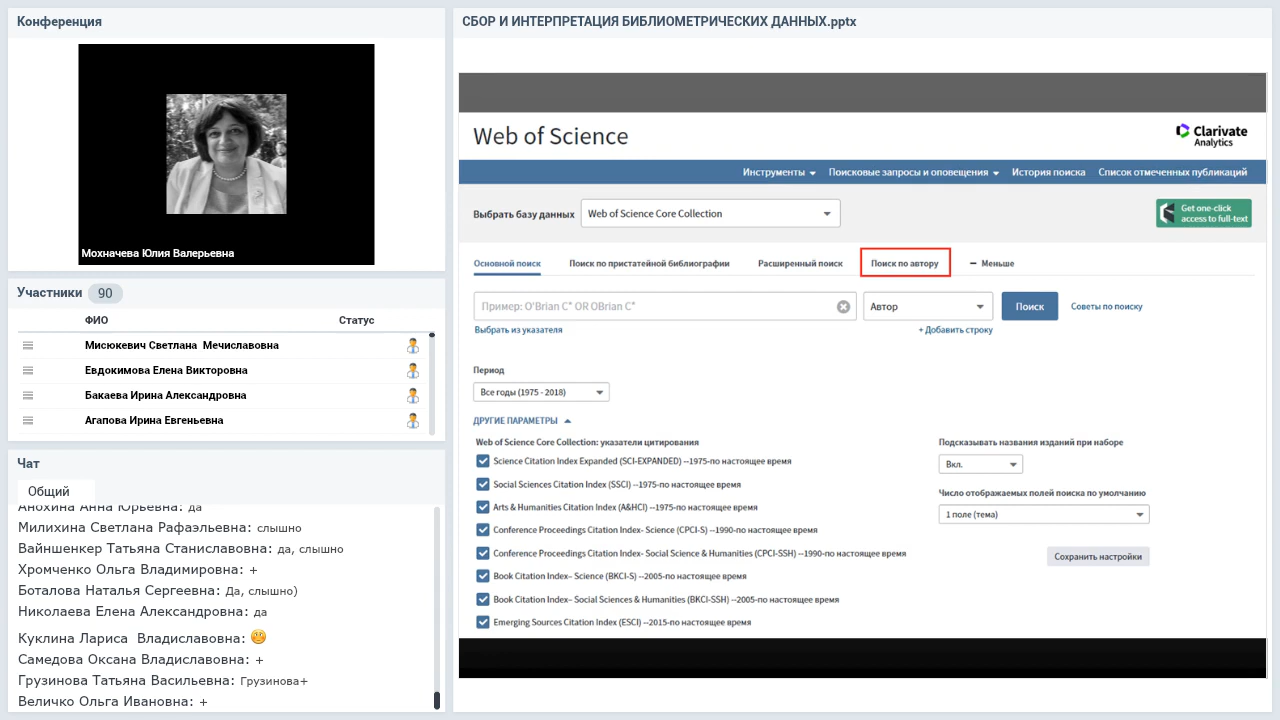 Конференция
Мохначева Юлия Валерьевна
Участники 90
ФИО Статус
Мисюкевич Светлана Мечиславовна
Евдокимова Елена Викторовна
Бакаева Ирина Александровна
Агапова Ирина Евгеньевна
Чат
Общий
Анохина Анна Юрьевна: да
Милихина Светлана Рафаэльевна: слышно
Вайншенкер Татьяна Станиславовна: да, слышно
Хромченко Ольга Владимировна: +
Боталова Наталья Сергеевна: Да, слышно)
Николаева Елена Александровна: да
Куклина Лариса Владиславовна: 🙂
Самедова Оксана Владиславовна: +
Грузинова Татьяна Васильевна: Грузинова+
Величко Ольга Ивановна: +
СБОР И ИНТЕРПРЕТАЦИЯ БИБЛИОМЕТРИЧЕСКИХ ДАННЫХ.pptx
Web of Science
Clarivate
Analytics
Инструменты Поисковые запросы и оповещения История поиска Список отмеченных публикаций
Выбрать базу данных Web of Science Core Collection
Get one-click
access to full-text
Основной поиск Поиск по пристатейной библиографии Расширенный поиск Поиск по автору – Меньше
Пример: O'Brian C* OR OBrian C* Автор Поиск Советы по поиску
Выбрать из указателя + Добавить строку
Период
Все годы (1975 - 2018)
ДРУГИЕ ПАРАМЕТРЫ
Web of Science Core Collection: указатели цитирования
Science Citation Index Expanded (SCI-EXPANDED) --1975-по настоящее время
Social Sciences Citation Index (SSCI) --1975-по настоящее время
Arts & Humanities Citation Index (A&HCI) --1975-по настоящее время
Conference Proceedings Citation Index- Science (CPCI-S) --1990-по настоящее время
Conference Proceedings Citation Index- Social Science & Humanities (CPCI-SSH) --1990-по настоящее время
Book Citation Index– Science (BKCI-S) --2005-по настоящее время
Book Citation Index– Social Sciences & Humanities (BKCI-SSH) --2005-по настоящее время
Emerging Sources Citation Index (ESCI) --2015-по настоящее время
Подсказывать названия изданий при наборе
Вкл.
Число отображаемых полей поиска по умолчанию
1 поле (тема)
Сохранить настройки